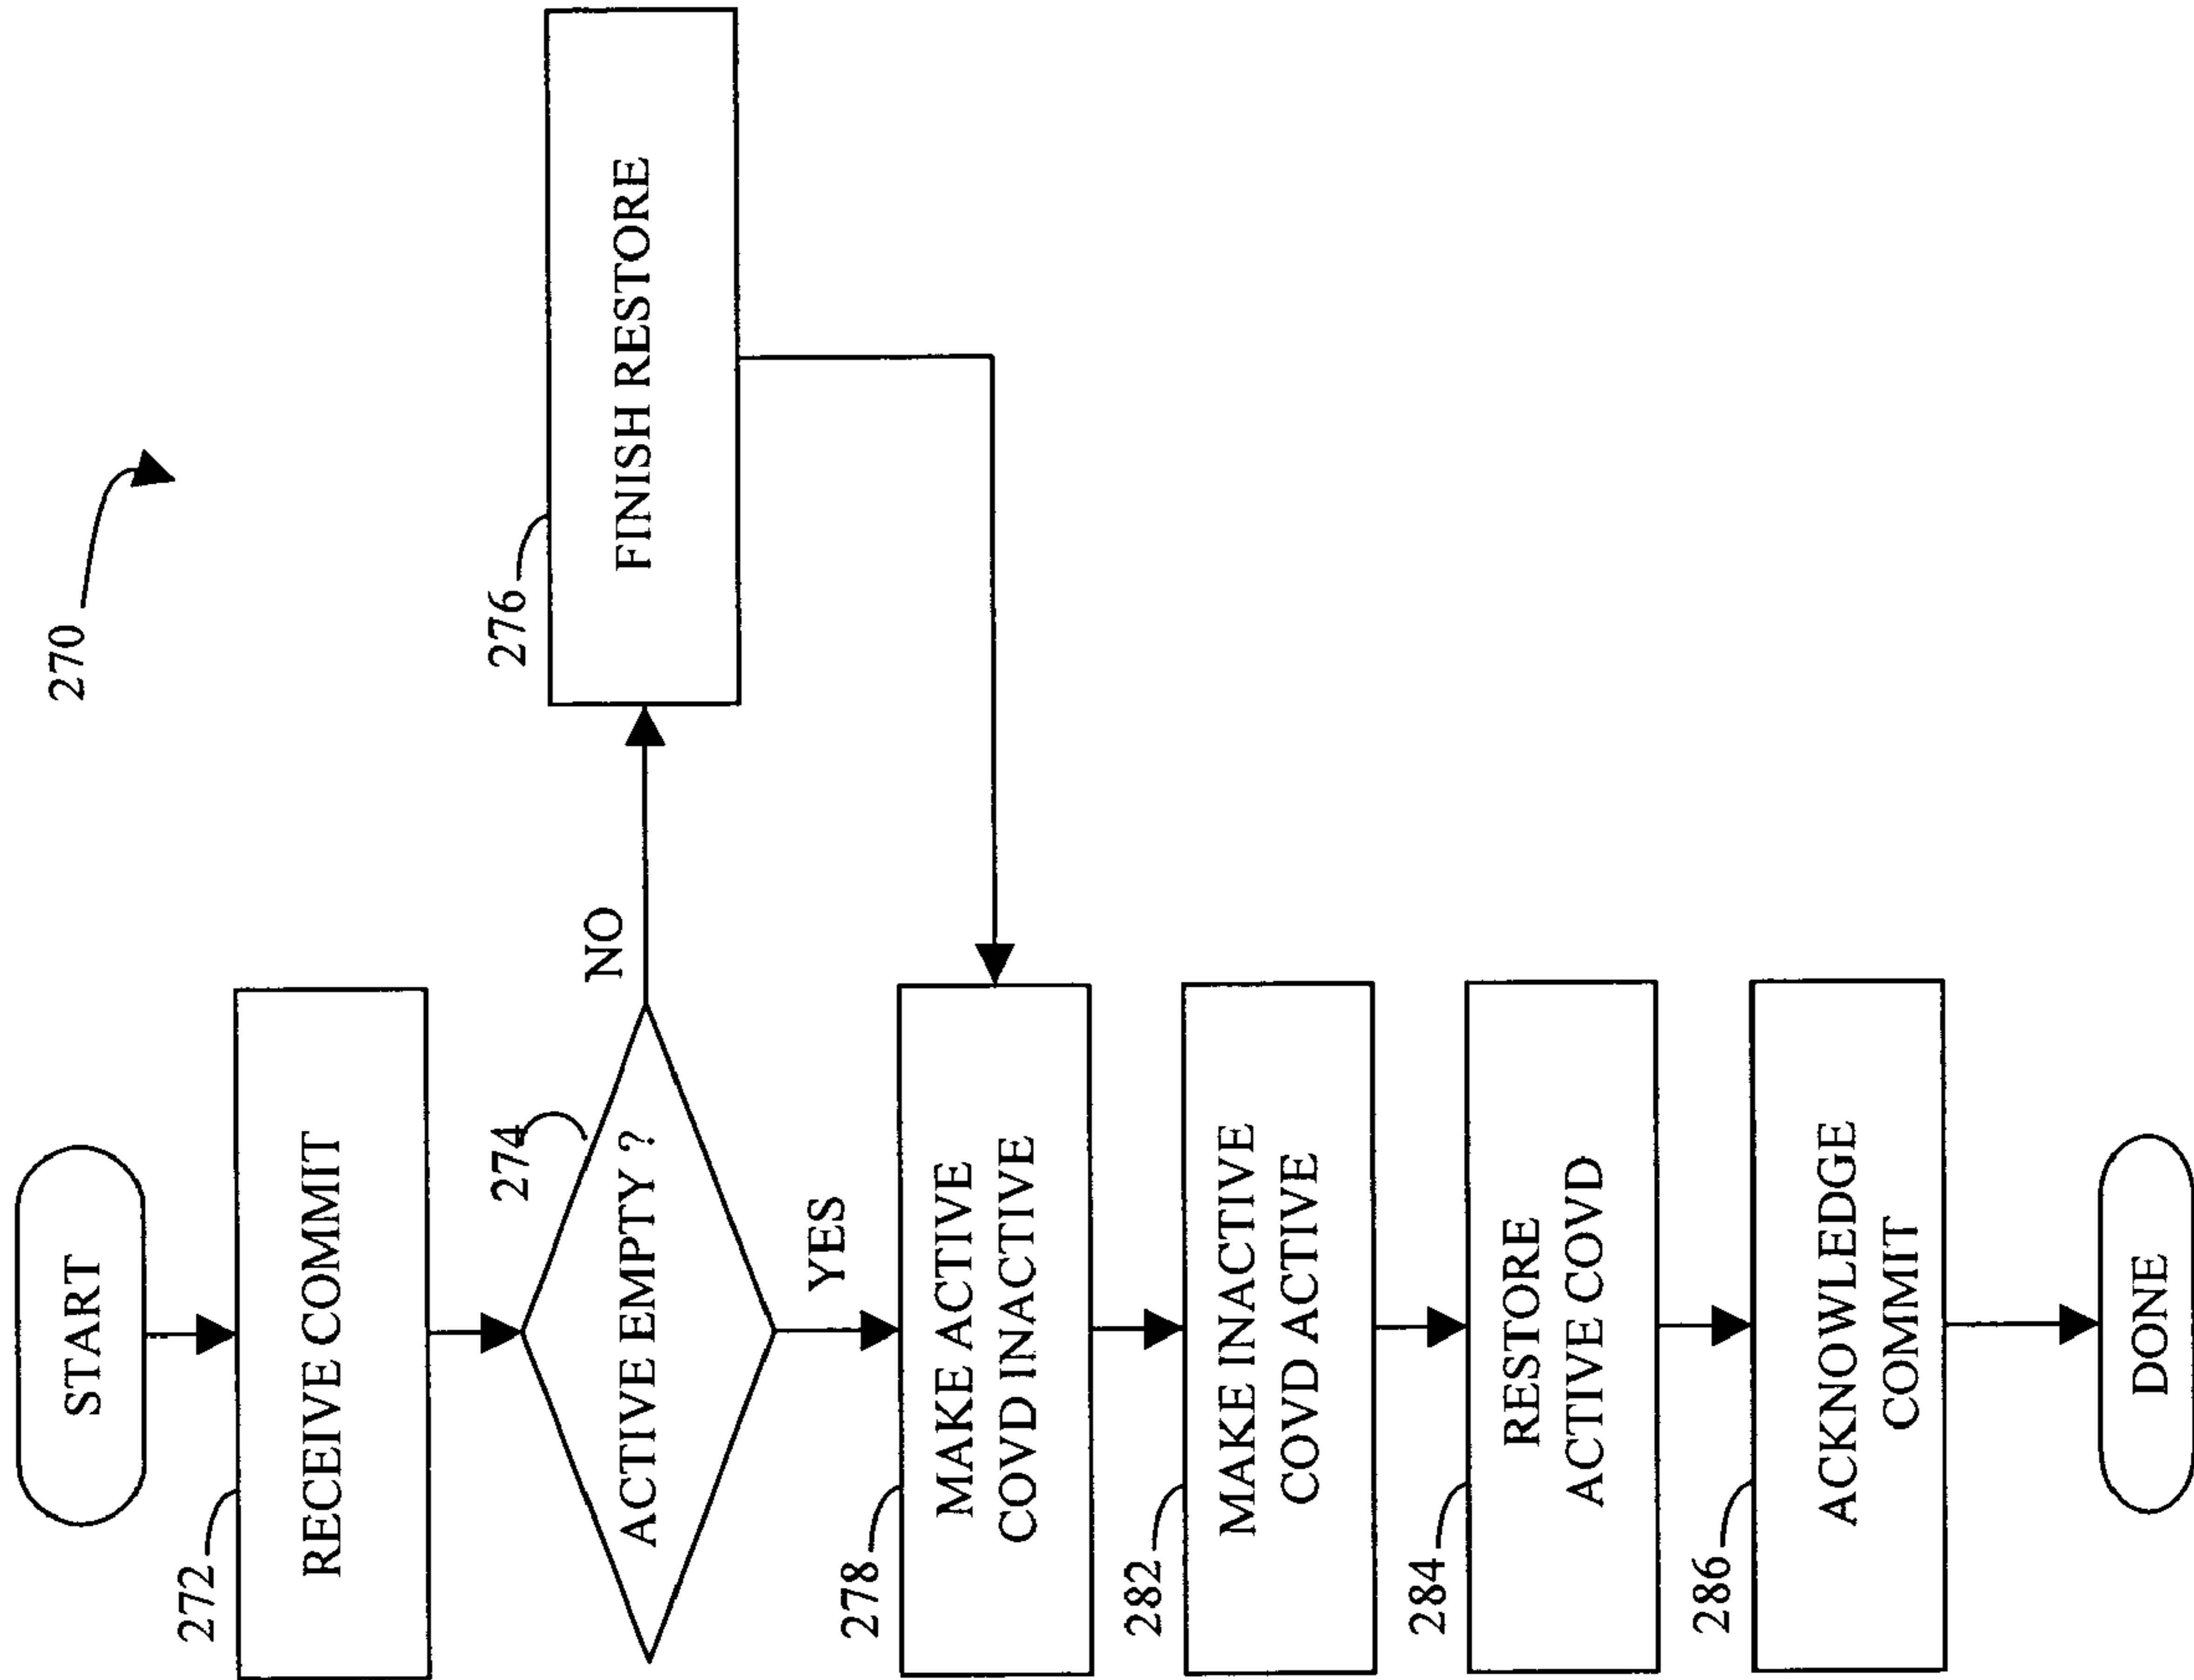 270
START
272
RECEIVE COMMIT
274
ACTIVE EMPTY ?
NO
276
FINISH RESTORE
YES
278
MAKE ACTIVE
COVD INACTIVE
282
MAKE INACTIVE
COVD ACTIVE
284
RESTORE
ACTIVE COVD
286
ACKNOWLEDGE
COMMIT
DONE